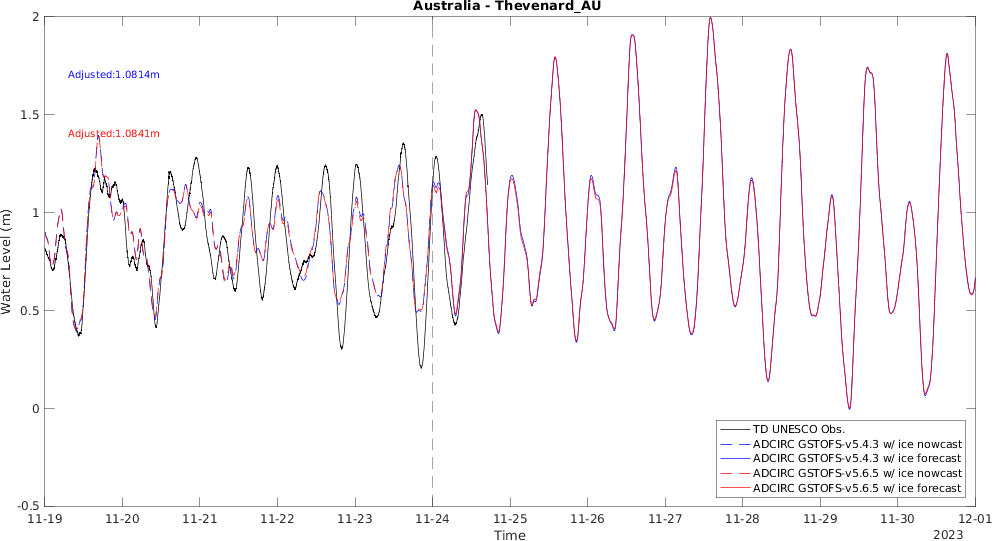 Australia - Thevenard_AU
2
Adjusted:1.0814m
1.5
Adjusted:1.0841m
1
Water Level (m)
0.5
0
TD UNESCO Obs.
ADCIRC GSTOFS-v5.4.3 w/ ice nowcast
ADCIRC GSTOFS-v5.4.3 w/ ice forecast
ADCIRC GSTOFS-v5.6.5 w/ ice nowcast
ADCIRC GSTOFS-v5.6.5 w/ ice forecast
-0.5
11-19 11-20 11-21 11-22 11-23 11-24 11-25 11-26 11-27 11-28 11-29 11-30 12-01
Time
2023